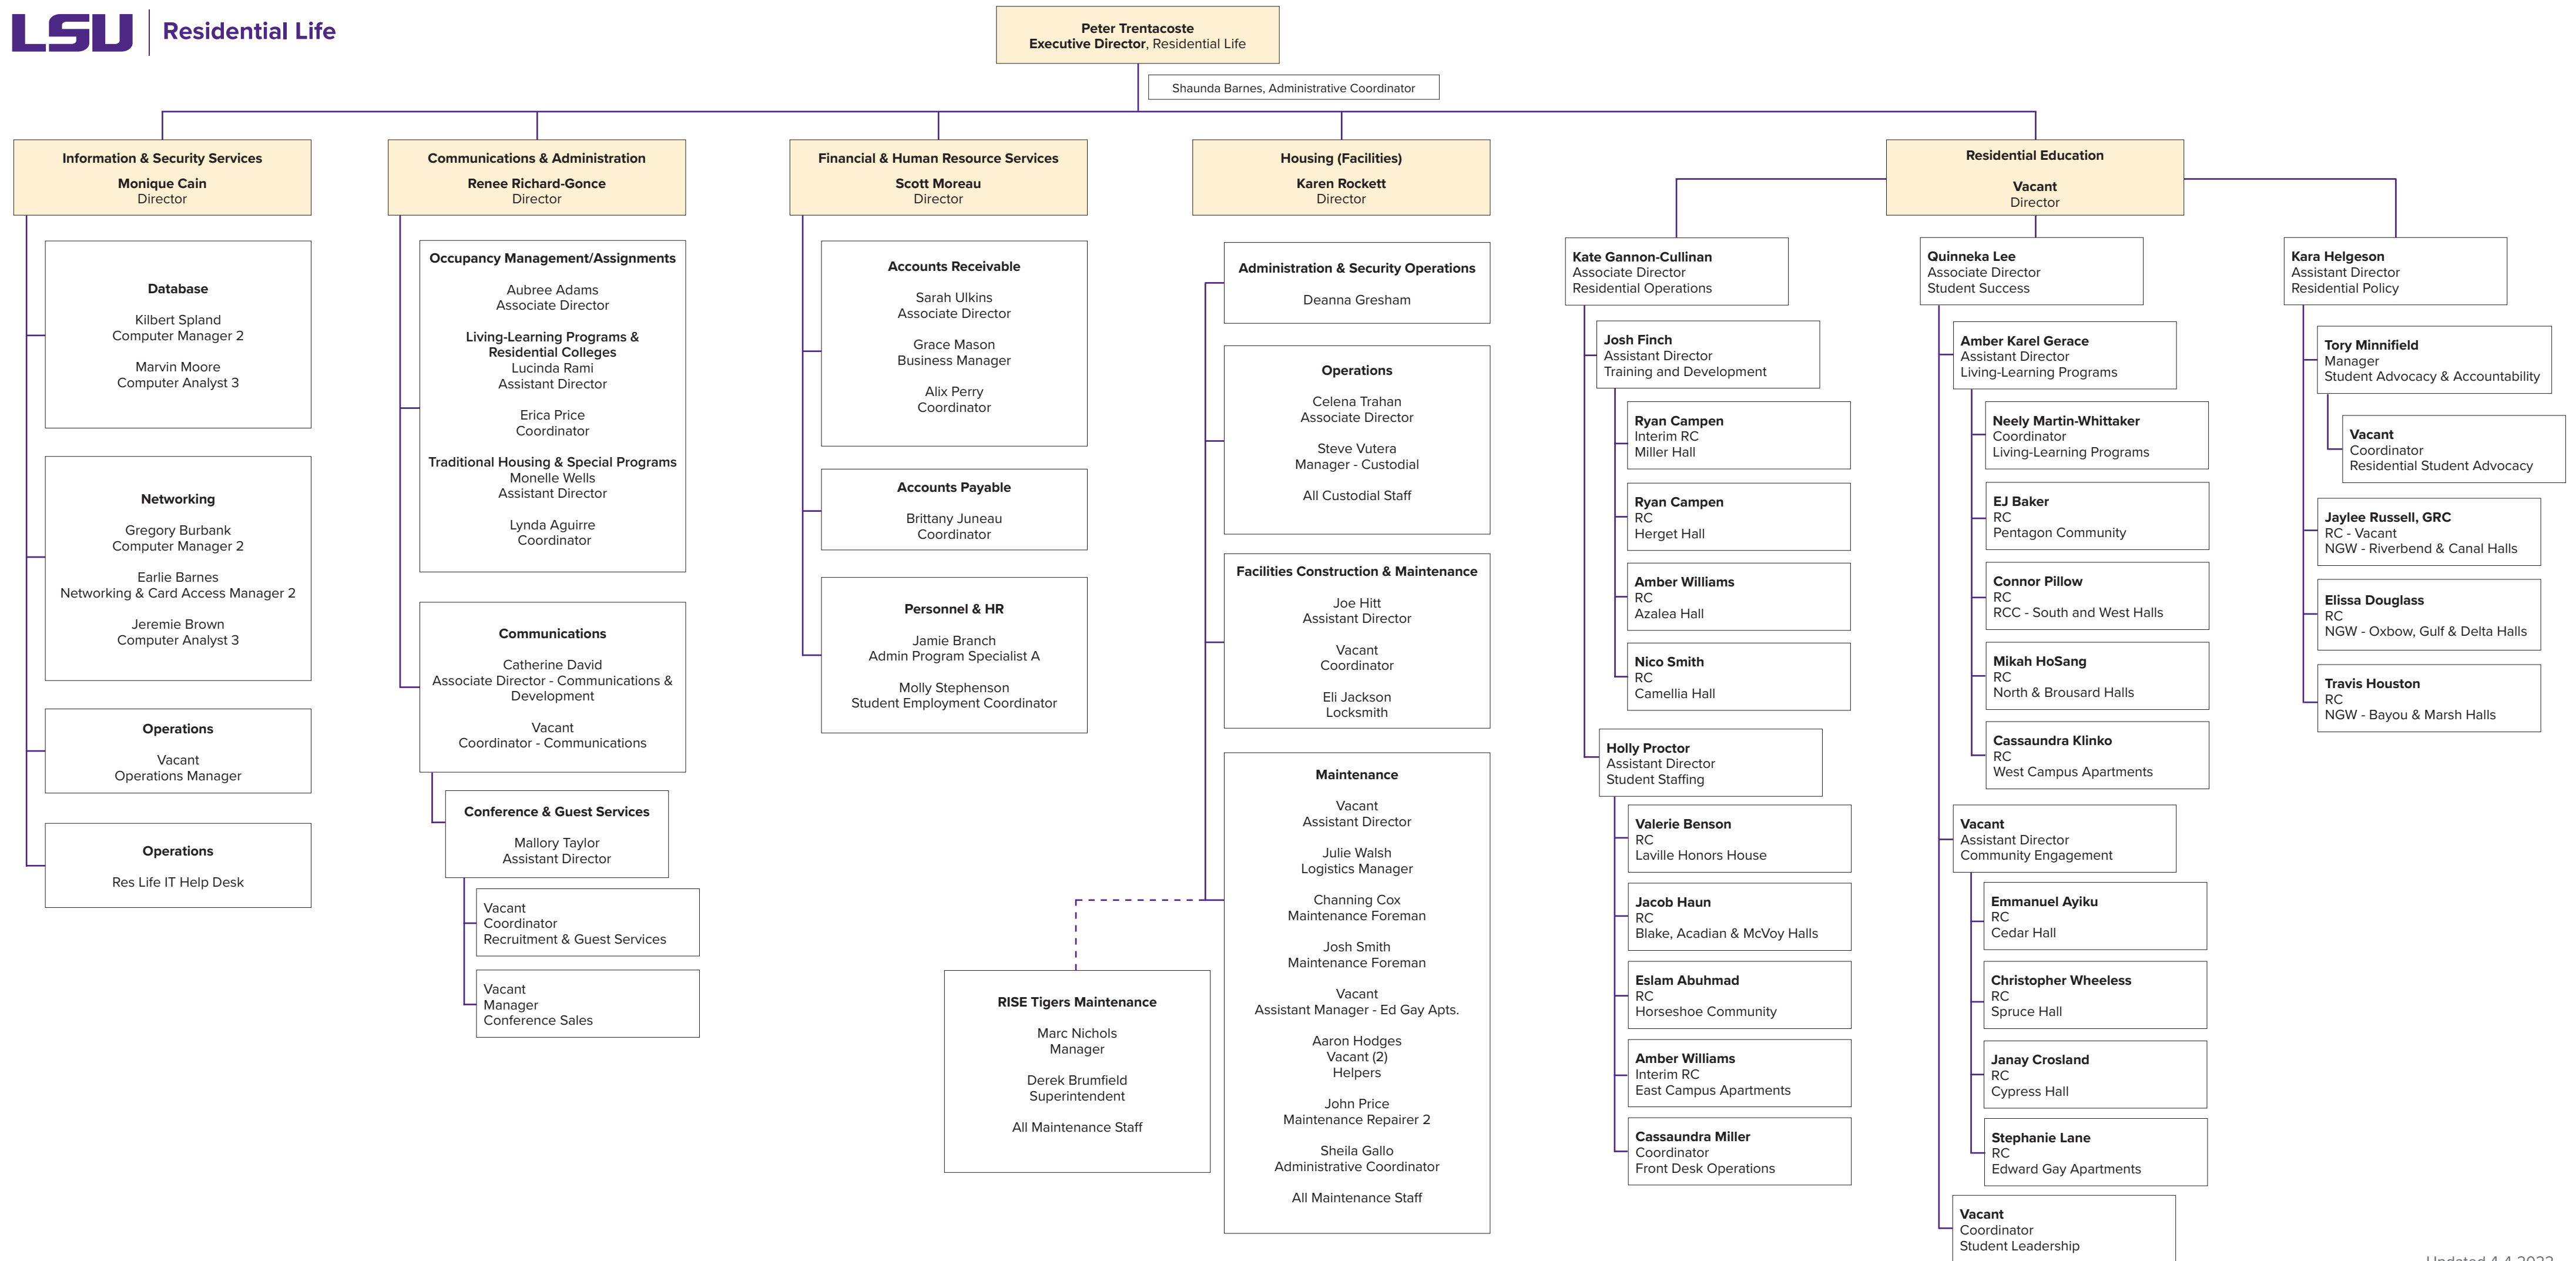 LSU
Residential Life
Peter Trentacoste
Executive Director, Residential Life
Shaunda Barnes, Administrative Coordinator
Information & Security Services
Monique Cain
Director
Database
Kilbert Spland
Computer Manager 2
Marvin Moore
Computer Analyst 3
Networking
Gregory Burbank
Computer Manager 2
Earlie Barnes
Networking & Card Access Manager 2
Jeremie Brown
Computer Analyst 3
Operations
Vacant
Operations Manager
Operations
Res Life IT Help Desk
Communications & Administration
Renee Richard-Gonce
Director
Occupancy Management/Assignments
Aubree Adams
Associate Director
Living-Learning Programs &
Residential Colleges
Lucinda Rami
Assistant Director
Erica Price
Coordinator
Traditional Housing & Special Programs
Monelle Wells
Assistant Director
Lynda Aguirre
Coordinator
Communications
Catherine David
Associate Director - Communications &
Development
Vacant
Coordinator - Communications
Conference & Guest Services
Mallory Taylor
Assistant Director
Vacant
Coordinator
Recruitment & Guest Services
Vacant
Manager
Conference Sales
Financial & Human Resource Services
Scott Moreau
Director
Accounts Receivable
Sarah Ulkins
Associate Director
Grace Mason
Business Manager
Alix Perry
Coordinator
Accounts Payable
Brittany Juneau
Coordinator
Personnel & HR
Jamie Branch
Admin Program Specialist A
Molly Stephenson
Student Employment Coordinator
Housing (Facilities)
Karen Rockett
Director
Administration & Security Operations
Deanna Gresham
Operations
Celena Trahan
Associate Director
Steve Vutera
Manager - Custodial
All Custodial Staff
Facilities Construction & Maintenance
Joe Hitt
Assistant Director
Vacant
Coordinator
Eli Jackson
Locksmith
Maintenance
Vacant
Assistant Director
Julie Walsh
Logistics Manager
Channing Cox
Maintenance Foreman
Josh Smith
Maintenance Foreman
Vacant
Assistant Manager - Ed Gay Apts.
Aaron Hodges
Vacant (2)
Helpers
John Price
Maintenance Repairer 2
Sheila Gallo
Administrative Coordinator
All Maintenance Staff
RISE Tigers Maintenance
Marc Nichols
Manager
Derek Brumfield
Superintendent
All Maintenance Staff
Residential Education
Vacant
Director
Kate Gannon-Cullinan
Associate Director
Residential Operations
Josh Finch
Assistant Director
Training and Development
Ryan Campen
Interim RC
Miller Hall
Ryan Campen
RC
Herget Hall
Amber Williams
RC
Azalea Hall
Nico Smith
RC
Camellia Hall
Holly Proctor
Assistant Director
Student Staffing
Valerie Benson
RC
Laville Honors House
Jacob Haun
RC
Blake, Acadian & McVoy Halls
Eslam Abuhmad
RC
Horseshoe Community
Amber Williams
Interim RC
East Campus Apartments
Cassaundra Miller
Coordinator
Front Desk Operations
Quinneka Lee
Associate Director
Student Success
Amber Karel Gerace
Assistant Director
Living-Learning Programs
Neely Martin-Whittaker
Coordinator
Living-Learning Programs
EJ Baker
RC
Pentagon Community
Connor Pillow
RC
RCC - South and West Halls
Mikah HoSang
RC
North & Brousard Halls
Cassaundra Klinko
RC
West Campus Apartments
Vacant
Assistant Director
Community Engagement
Emmanuel Ayiku
RC
Cedar Hall
Christopher Wheeless
RC
Spruce Hall
Janay Crosland
RC
Cypress Hall
Stephanie Lane
RC
Edward Gay Apartments
Vacant
Coordinator
Student Leadership
Kara Helgeson
Assistant Director
Residential Policy
Tory Minnifield
Manager
Student Advocacy & Accountability
Vacant
Coordinator
Residential Student Advocacy
Jaylee Russell, GRC
RC - Vacant
NGW - Riverbend & Canal Halls
Elissa Douglass
RC
NGW - Oxbow, Gulf & Delta Halls
Travis Houston
RC
NGW - Bayou & Marsh Halls
Updated